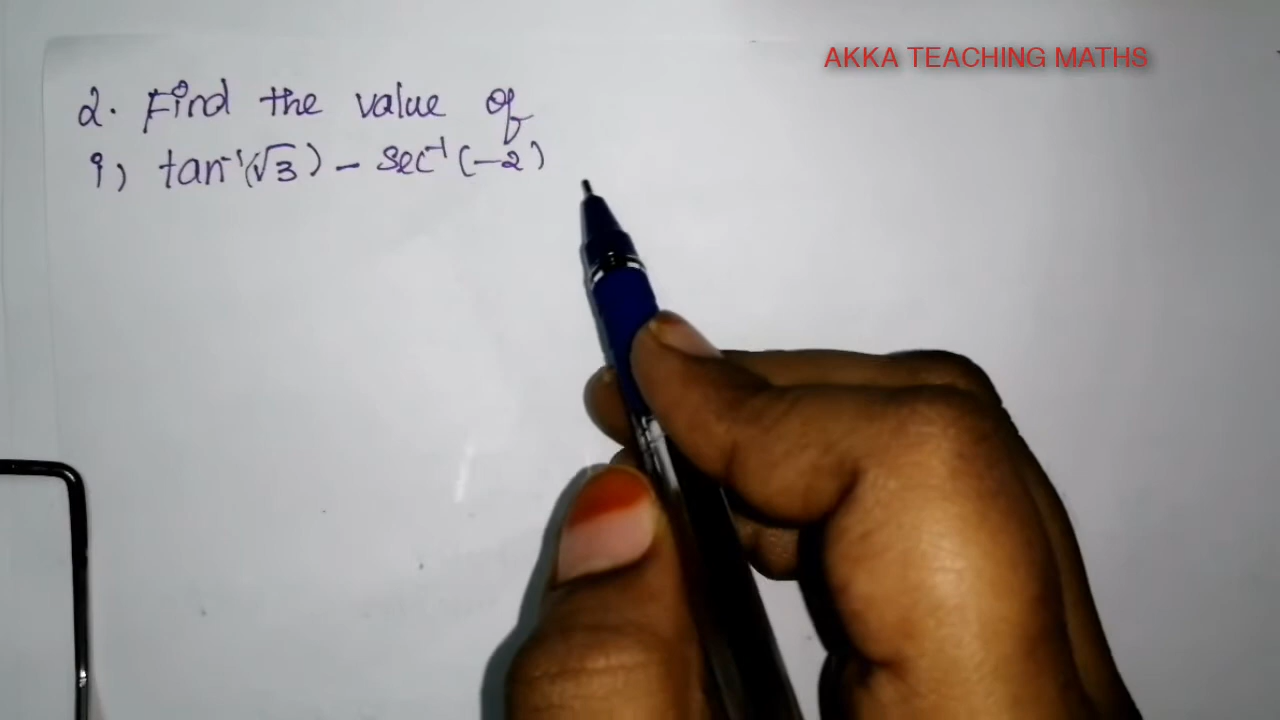 AKKA TEACHING MATHS
2. Find the value of
i) tan⁻¹(√3) - sec⁻¹(-2)